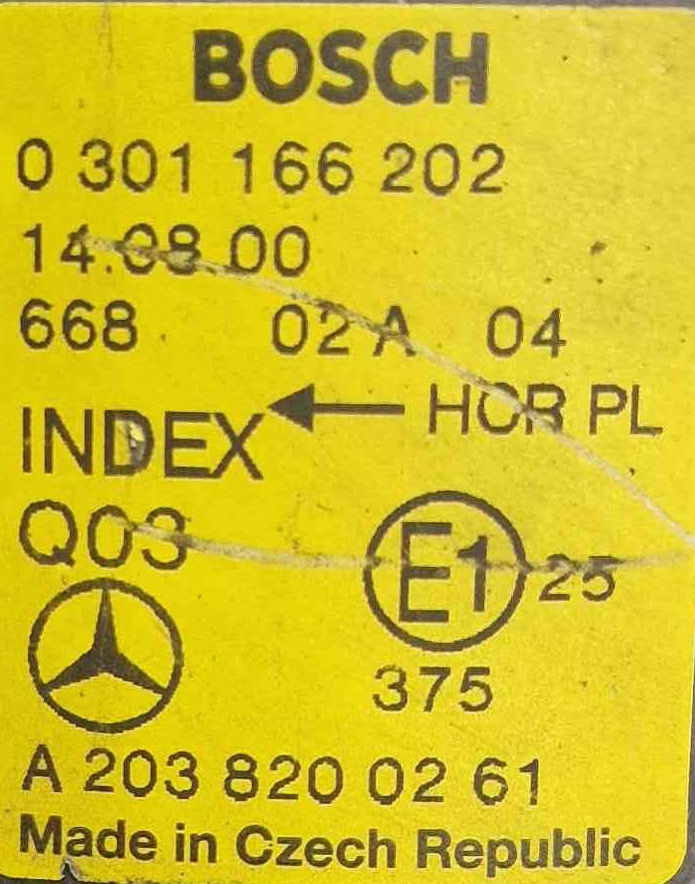 BOSCH
0 301 166 202
14.08 00
668 02 A 04
INDEX ← HOR PL
Q03
E1 25
375
A 203 820 02 61
Made in Czech Republic